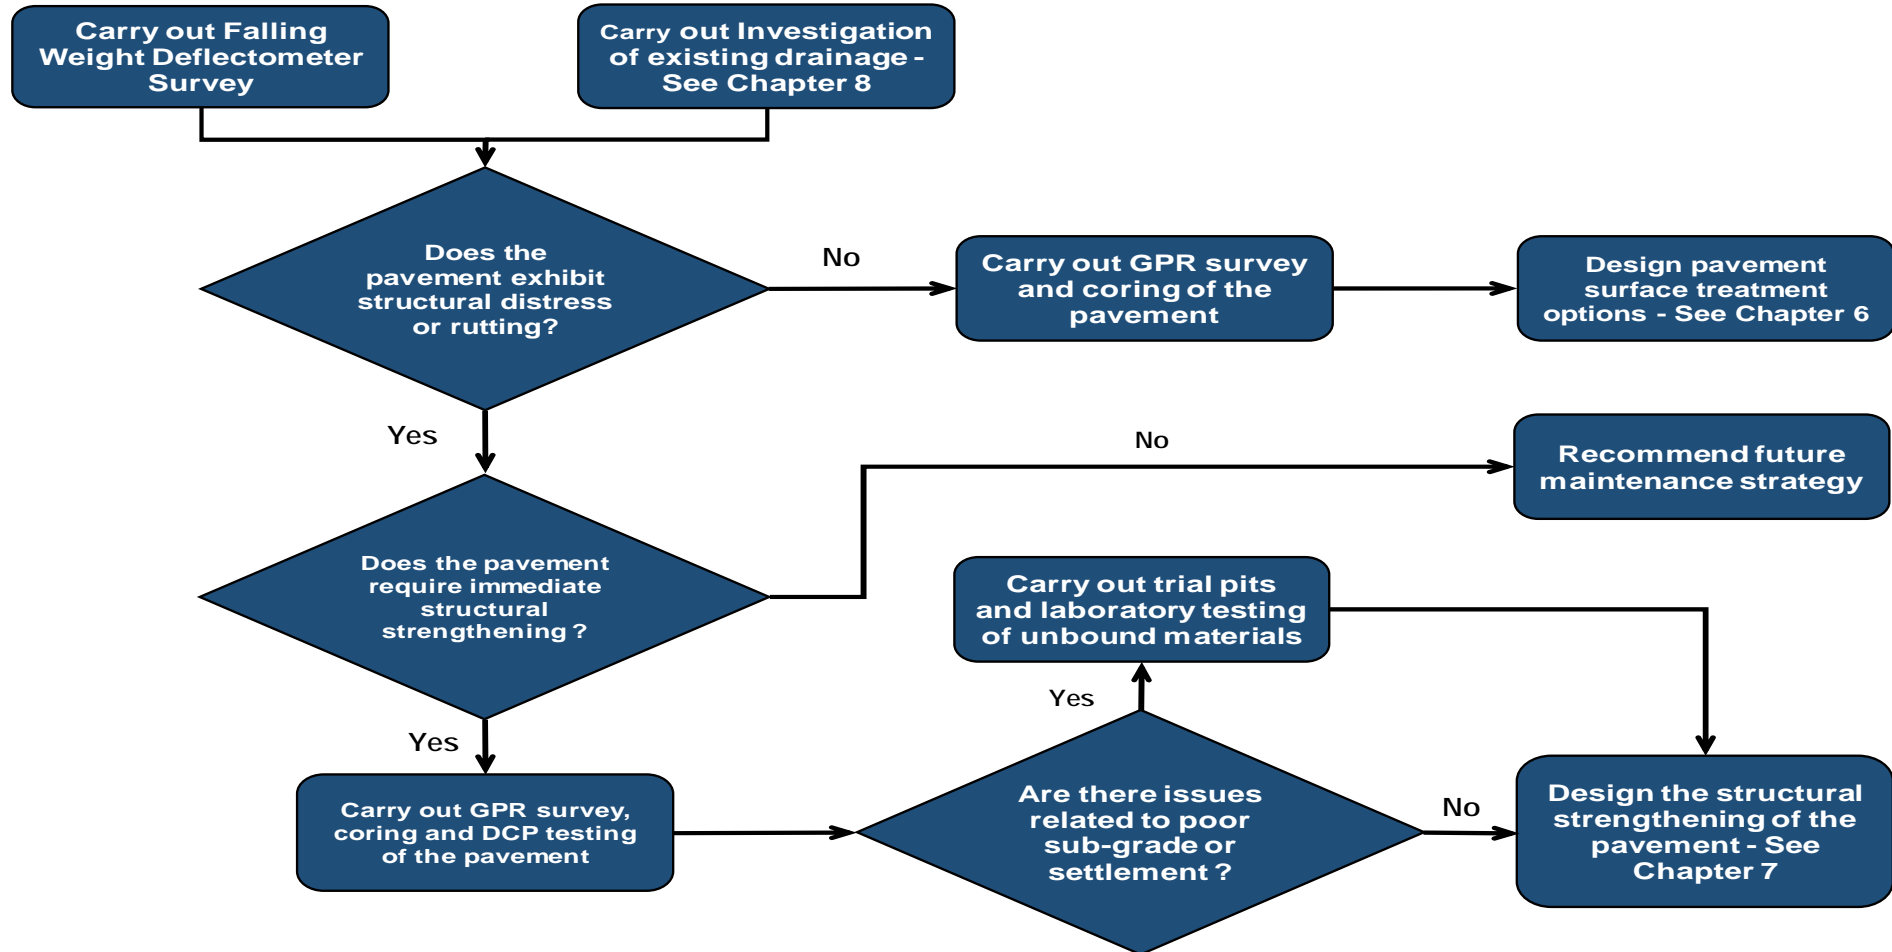 Carry out Falling
Weight Deflectometer
Survey
Carry out Investigation
of existing drainage -
See Chapter 8
Does the
pavement exhibit
structural distress
or rutting?
No
Carry out GPR survey
and coring of the
pavement
Design pavement
surface treatment
options - See Chapter 6
Yes
No
Recommend future
maintenance strategy
Does the pavement
require immediate
structural
strengthening ?
Carry out trial pits
and laboratory testing
of unbound materials
Yes
Yes
Carry out GPR survey,
coring and DCP testing
of the pavement
Are there issues
related to poor
sub-grade or
settlement ?
No
Design the structural
strengthening of the
pavement - See
Chapter 7